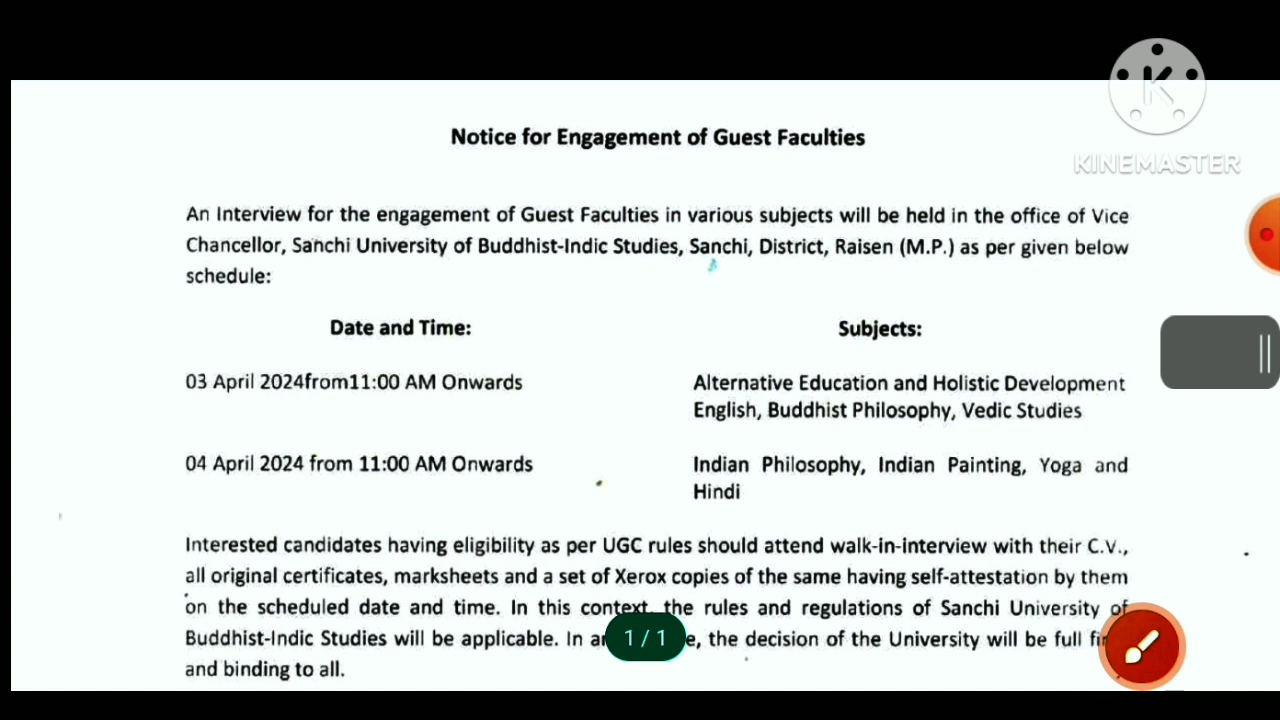 KINEMASTER
Notice for Engagement of Guest Faculties
An Interview for the engagement of Guest Faculties in various subjects will be held in the office of Vice
Chancellor, Sanchi University of Buddhist-Indic Studies, Sanchi, District, Raisen (M.P.) as per given below
schedule:
Date and Time: Subjects:
03 April 2024from11:00 AM Onwards Alternative Education and Holistic Development
English, Buddhist Philosophy, Vedic Studies
04 April 2024 from 11:00 AM Onwards Indian Philosophy, Indian Painting, Yoga and
Hindi
Interested candidates having eligibility as per UGC rules should attend walk-in-interview with their C.V.,
all original certificates, marksheets and a set of Xerox copies of the same having self-attestation by them
on the scheduled date and time. In this context, the rules and regulations of Sanchi University of
Buddhist-Indic Studies will be applicable. In the decision of the University will be full
and binding to all.
1 / 1